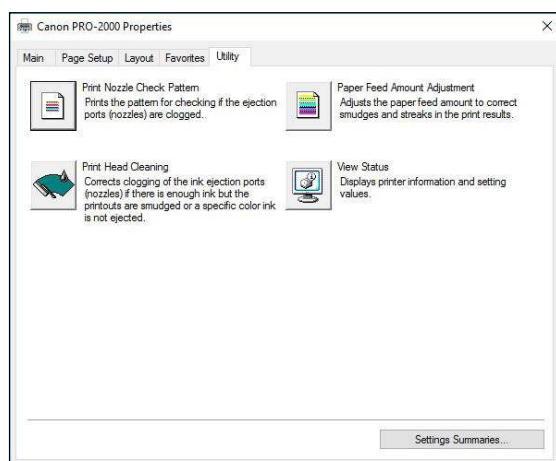 Canon PRO-2000 Properties
Main Page Setup Layout Favorites Utility
Print Nozzle Check Pattern
Prints the pattern for checking if the ejection
ports (nozzles) are clogged.
Paper Feed Amount Adjustment
Adjusts the paper feed amount to correct
smudges and streaks in the print results.
Print Head Cleaning
Corrects clogging of the ink ejection ports
(nozzles) if there is enough ink but the
printouts are smudged or a specific color ink
is not ejected.
View Status
Displays printer information and setting
values.
Settings Summaries...